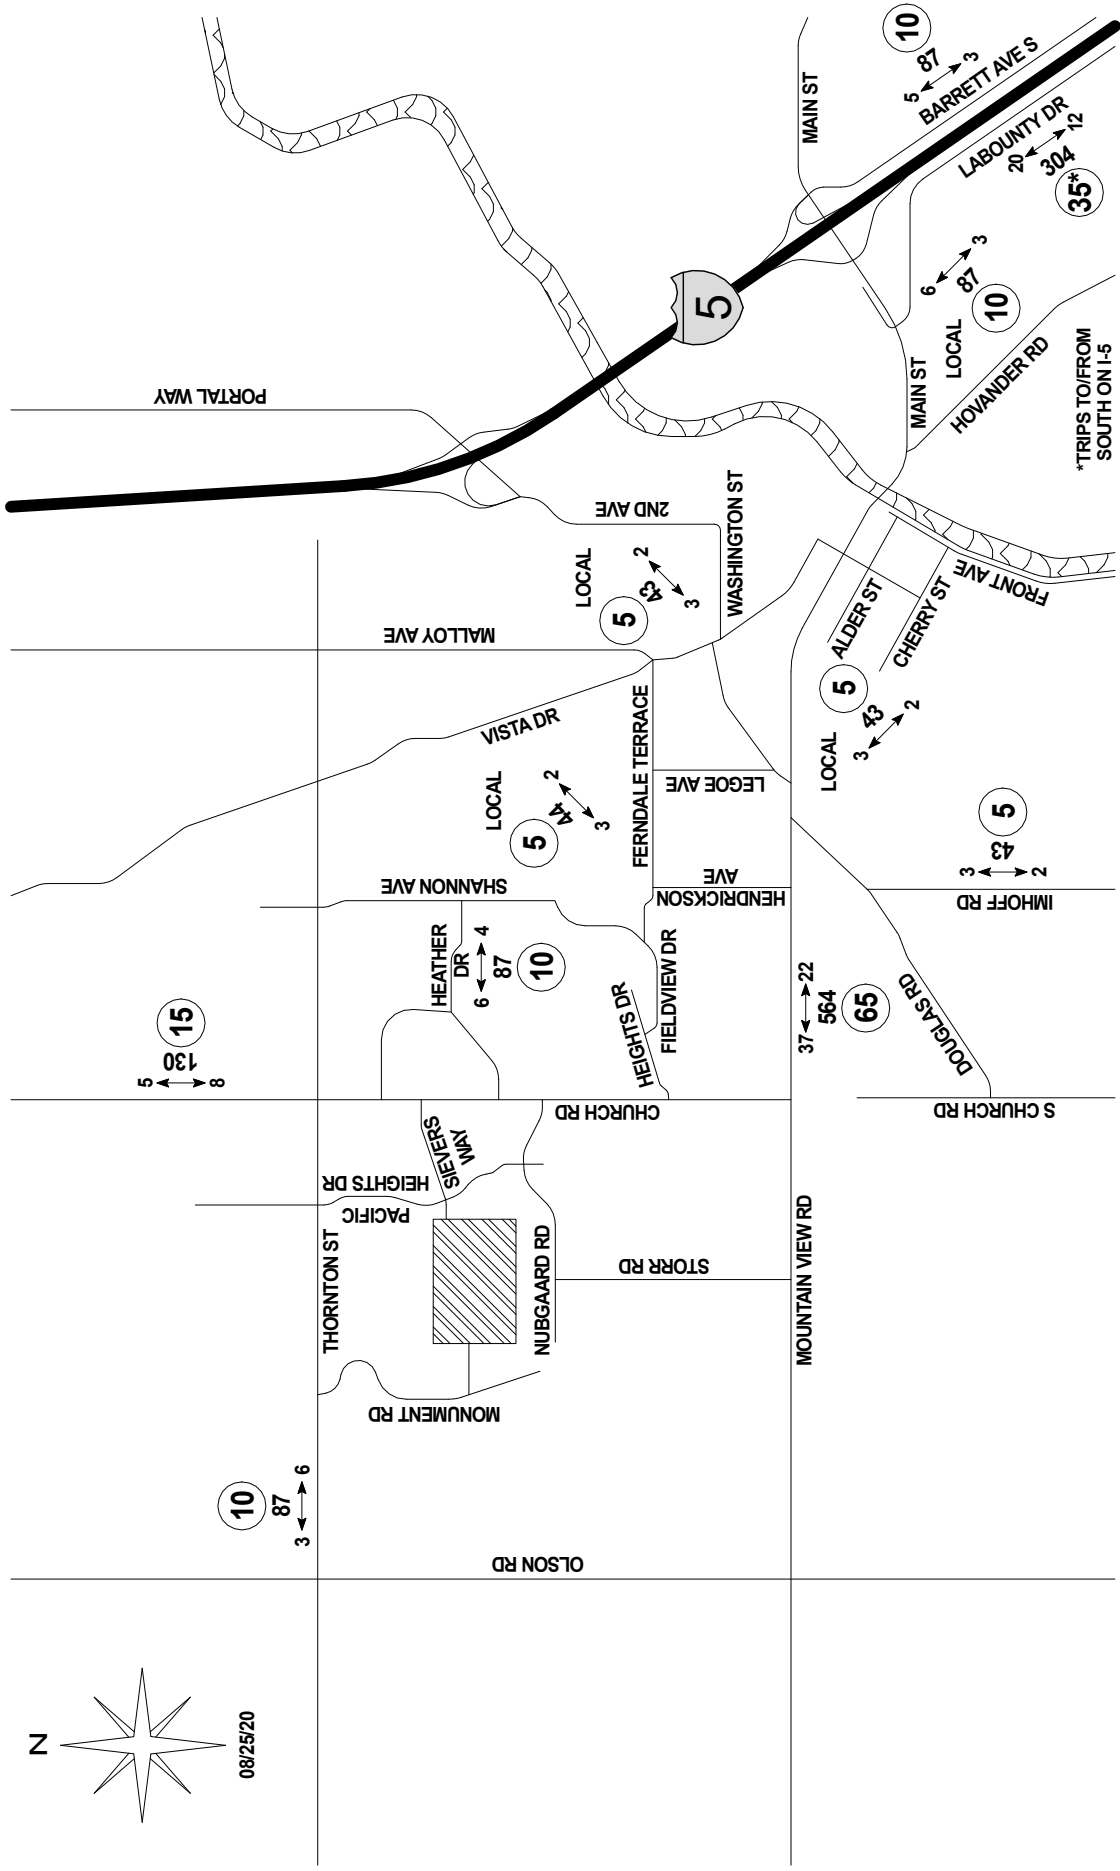 N
08/25/20
OLSON RD
10
87
3 6
THORNTON ST
MONUMENT RD
PACIFIC
HEIGHTS DR
SIEVERS
WAY
NUBGAARD RD
STORR RD
MOUNTAIN VIEW RD
CHURCH RD
S CHURCH RD
15
130
5
8
HEATHER
DR
6 4
87
10
SHANNON AVE
HEIGHTS DR
FIELDVIEW DR
HENDRICKSON
AVE
37 22
564
65
DOUGLAS RD
IMHOFF RD
3
2
43
5
VISTA DR
LOCAL
2
44
3
5
FERNDALE TERRACE
LEGOE AVE
MALLOY AVE
LOCAL
2
43
3
5
2ND AVE
WASHINGTON ST
LOCAL
3
43
2
5
ALDER ST
CHERRY ST
FRONT AVE
PORTAL WAY
5
MAIN ST
MAIN ST
HOVANDER RD
LOCAL
6
87
3
10
10
87
5
3
BARRETT AVE S
LABOUNTY DR
20
12
304
35*
*TRIPS TO/FROM
SOUTH ON I-5